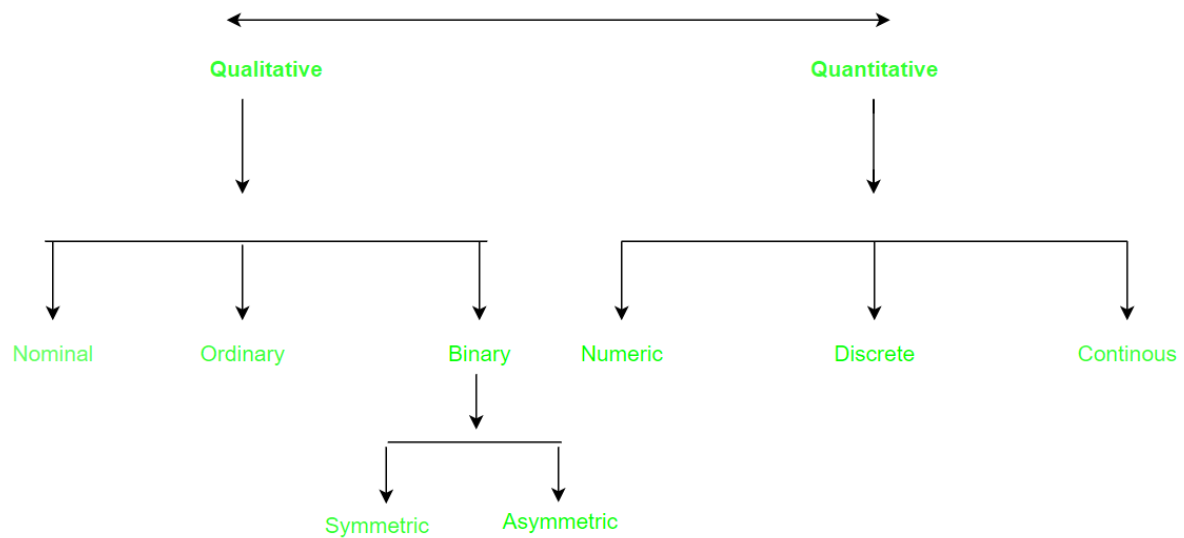 Qualitative
Quantitative
Nominal
Ordinary
Binary
Numeric
Discrete
Continous
Symmetric
Asymmetric